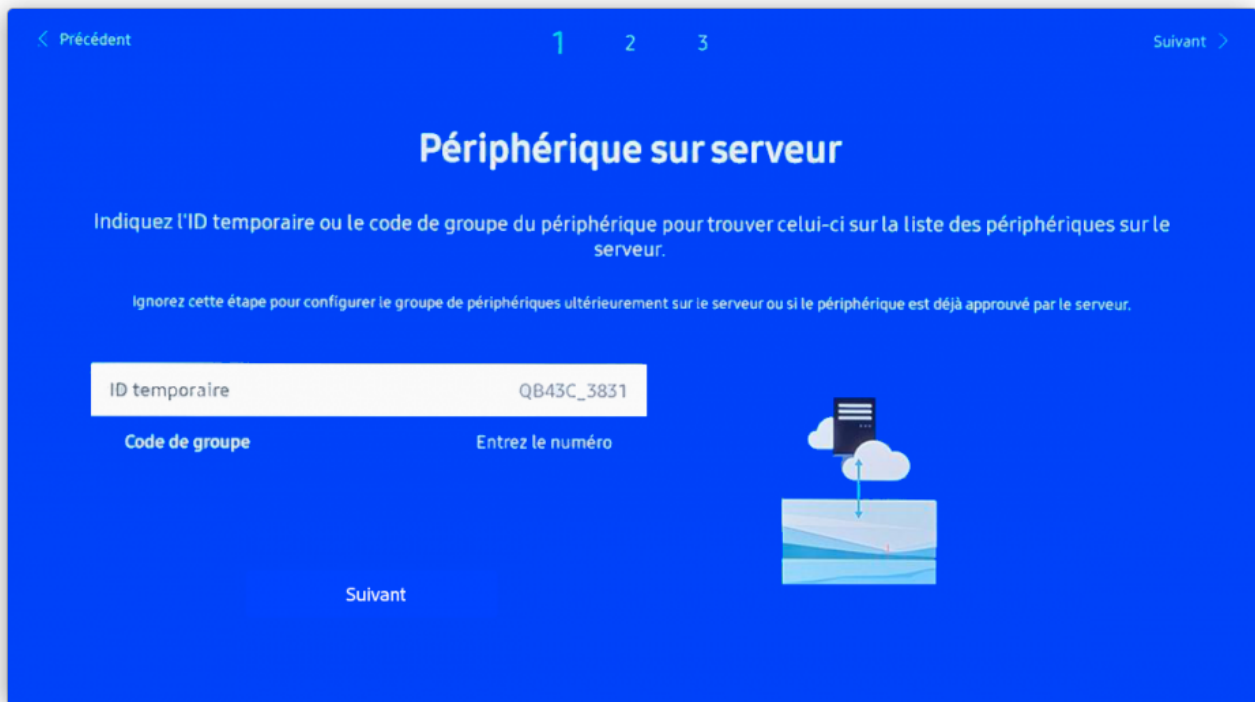 Précédent
1
2
3
Suivant
Périphérique sur serveur
Indiquez l'ID temporaire ou le code de groupe du périphérique pour trouver celui-ci sur la liste des périphériques sur le
serveur.
Ignorez cette étape pour configurer le groupe de périphériques ultérieurement sur le serveur ou si le périphérique est déjà approuvé par le serveur.
ID temporaire QB43C_3831
Code de groupe Entrez le numéro
Suivant